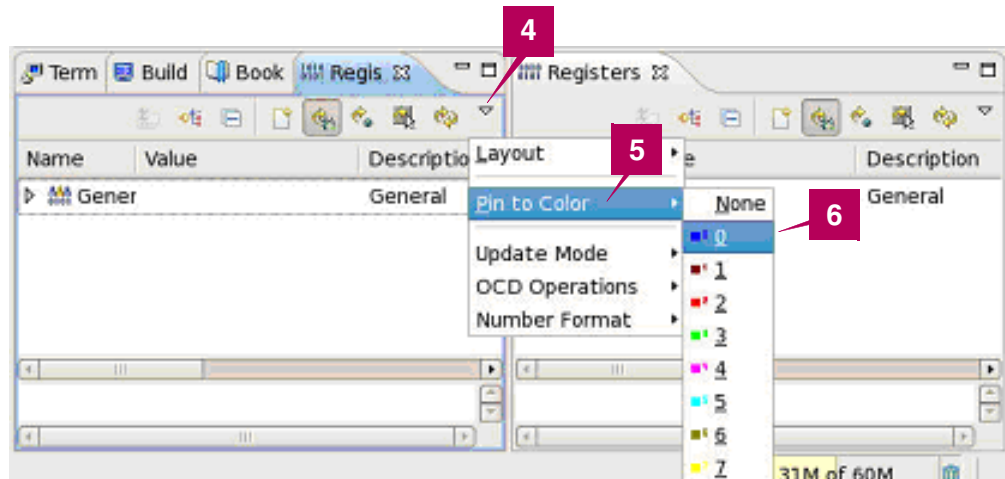 4
Term Build Book Regis Registers
5
Name Value Descriptio Layout e Description
Gener General Pin to Color None General
6
0
Update Mode
1
OCD Operations
2
Number Format
3
4
5
6
7
31M of 60M